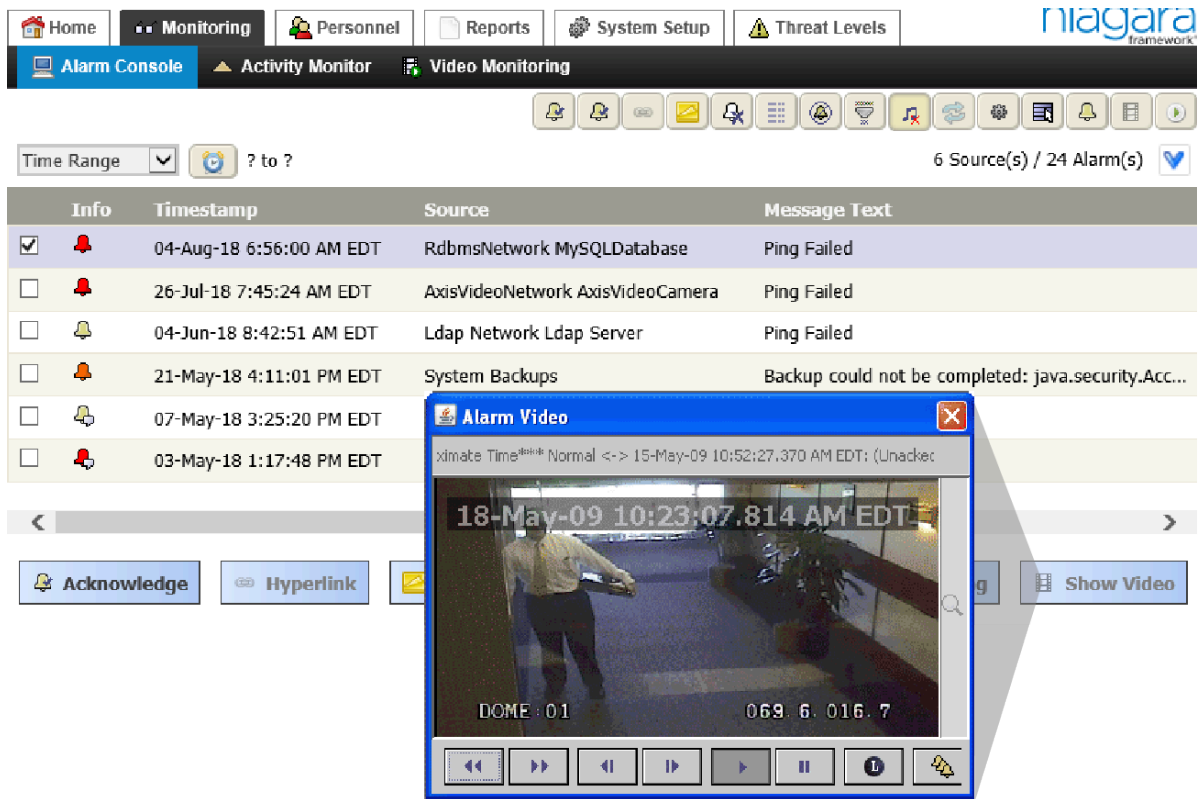 Home Monitoring Personnel Reports System Setup Threat Levels
niagara
framework
Alarm Console Activity Monitor Video Monitoring
Time Range ? to ? 6 Source(s) / 24 Alarm(s)
Info Timestamp Source Message Text
04-Aug-18 6:56:00 AM EDT RdbmsNetwork MySQLDatabase Ping Failed
26-Jul-18 7:45:24 AM EDT AxisVideoNetwork AxisVideoCamera Ping Failed
04-Jun-18 8:42:51 AM EDT Ldap Network Ldap Server Ping Failed
21-May-18 4:11:01 PM EDT System Backups Backup could not be completed: java.security.Acc...
07-May-18 3:25:20 PM EDT
03-May-18 1:17:48 PM EDT
Alarm Video
ximate Time*** Normal <-> 15-May-09 10:52:27.370 AM EDT: (Unacked
18-May-09 10:23:07.814 AM EDT
DOME 01 069. 6. 016. 7
L
Acknowledge Hyperlink g Show Video